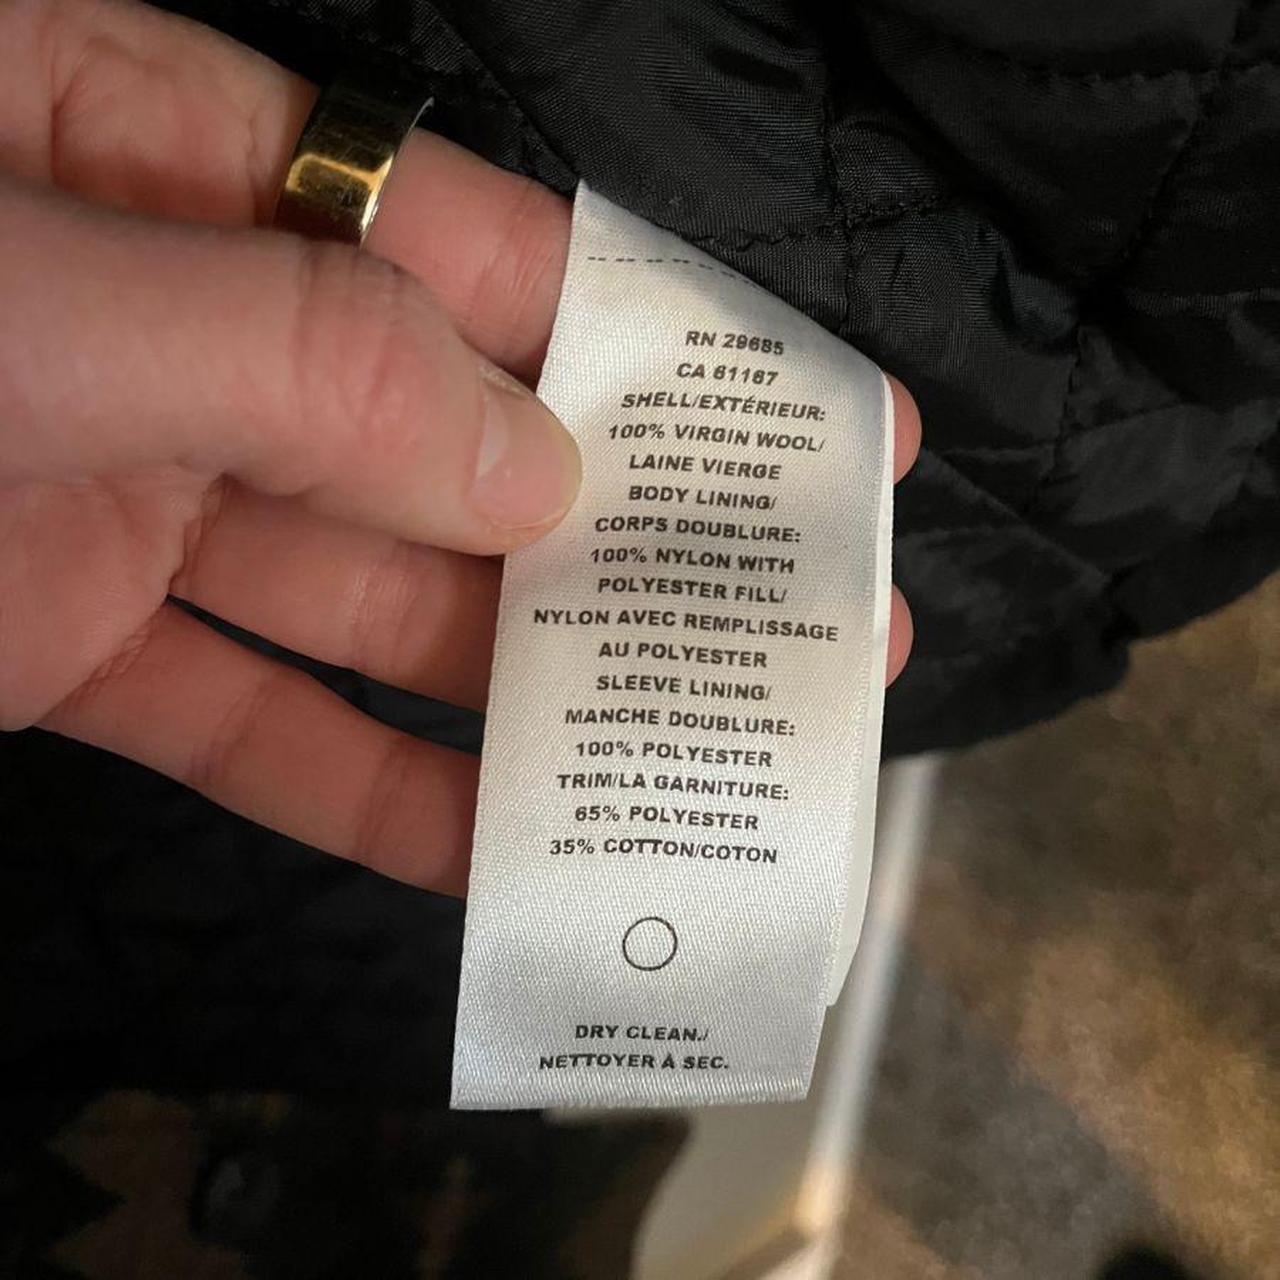 RN 29685
CA 61167
SHELL/EXTÉRIEUR:
100% VIRGIN WOOL/
LAINE VIERGE
BODY LINING/
CORPS DOUBLURE:
100% NYLON WITH
POLYESTER FILL/
NYLON AVEC REMPLISSAGE
AU POLYESTER
SLEEVE LINING/
MANCHE DOUBLURE:
100% POLYESTER
TRIM/LA GARNITURE:
65% POLYESTER
35% COTTON/COTON
DRY CLEAN./
NETTOYER À SEC.